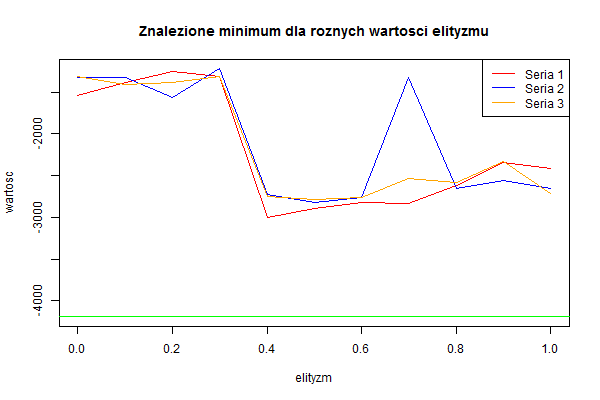 Znalezione minimum dla roznych wartosci elityzmu
Seria 1
Seria 2
Seria 3
wartosc
-2000
-3000
-4000
0.0 0.2 0.4 0.6 0.8 1.0
elityzm